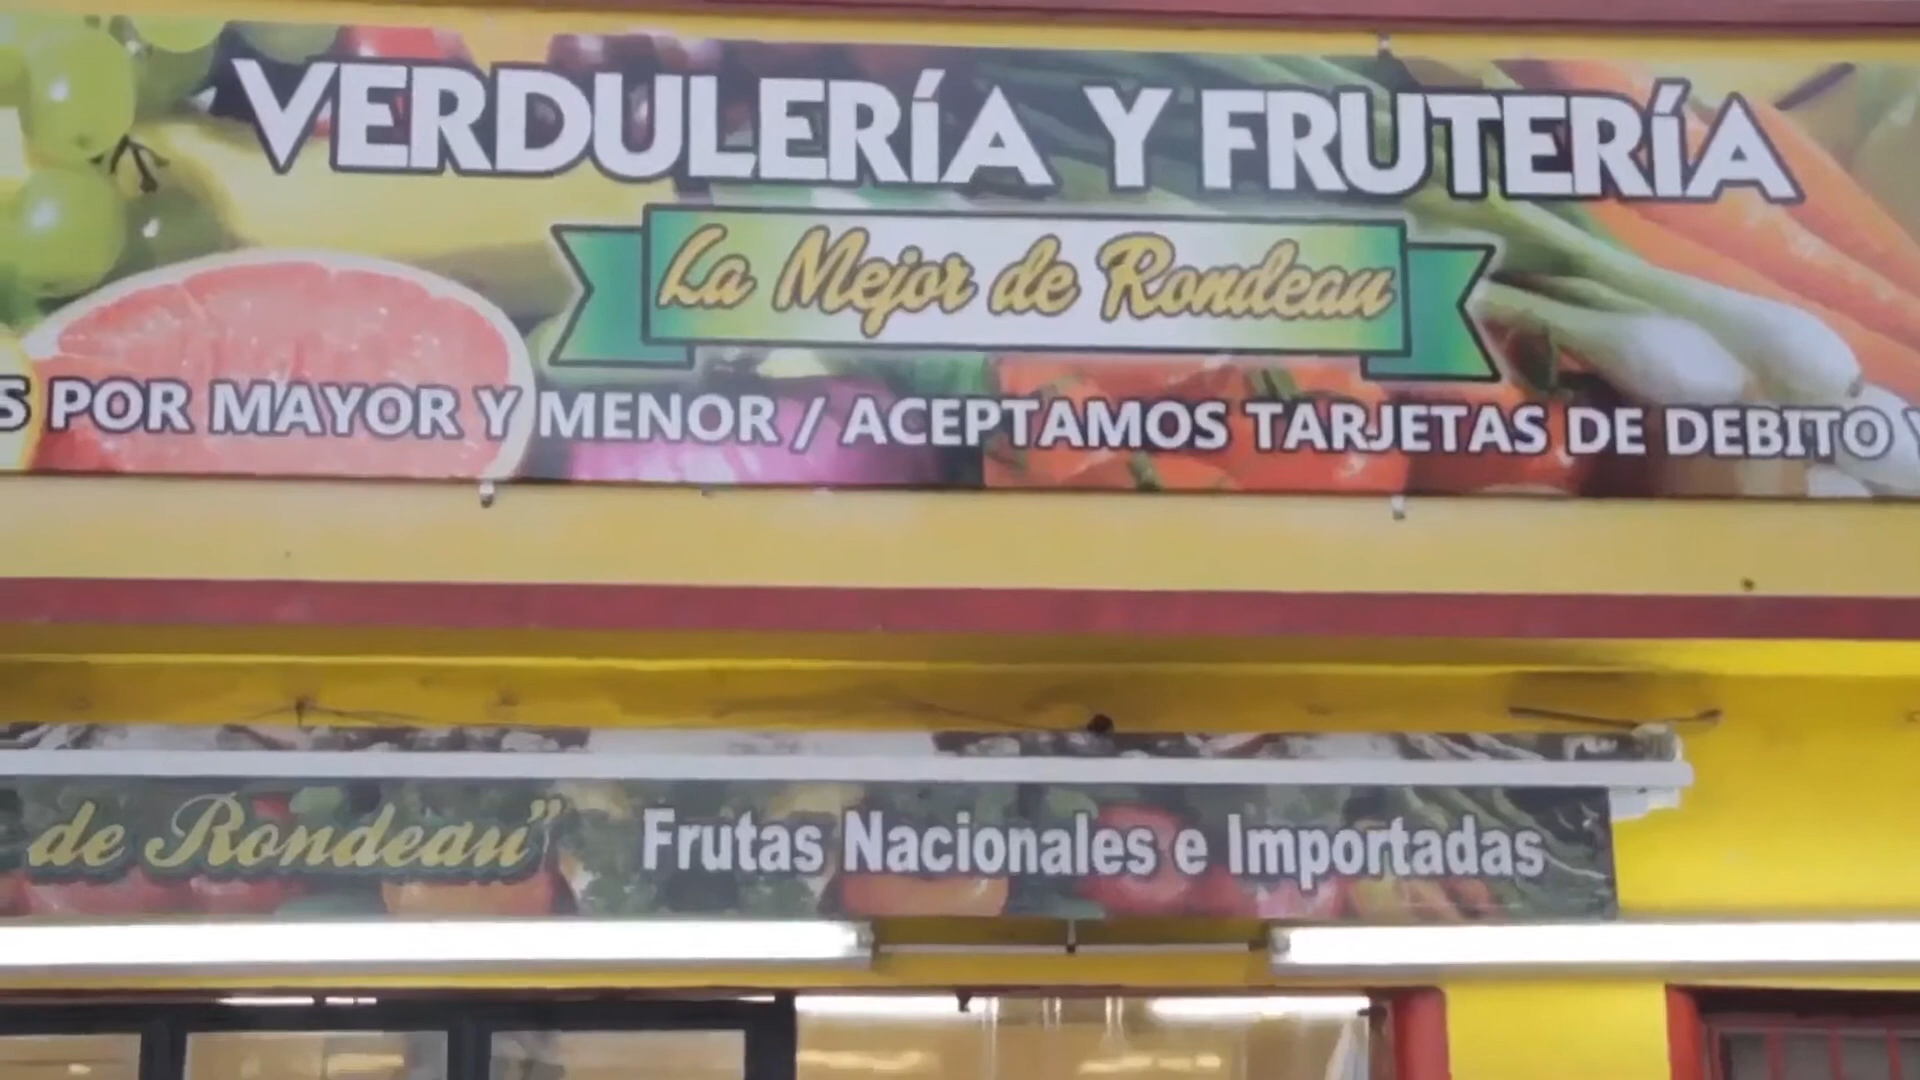 VERDULERÍA Y FRUTERÍA
La Mejor de Rondeau
S POR MAYOR Y MENOR / ACEPTAMOS TARJETAS DE DEBITO Y
de Rondeau" Frutas Nacionales e Importadas